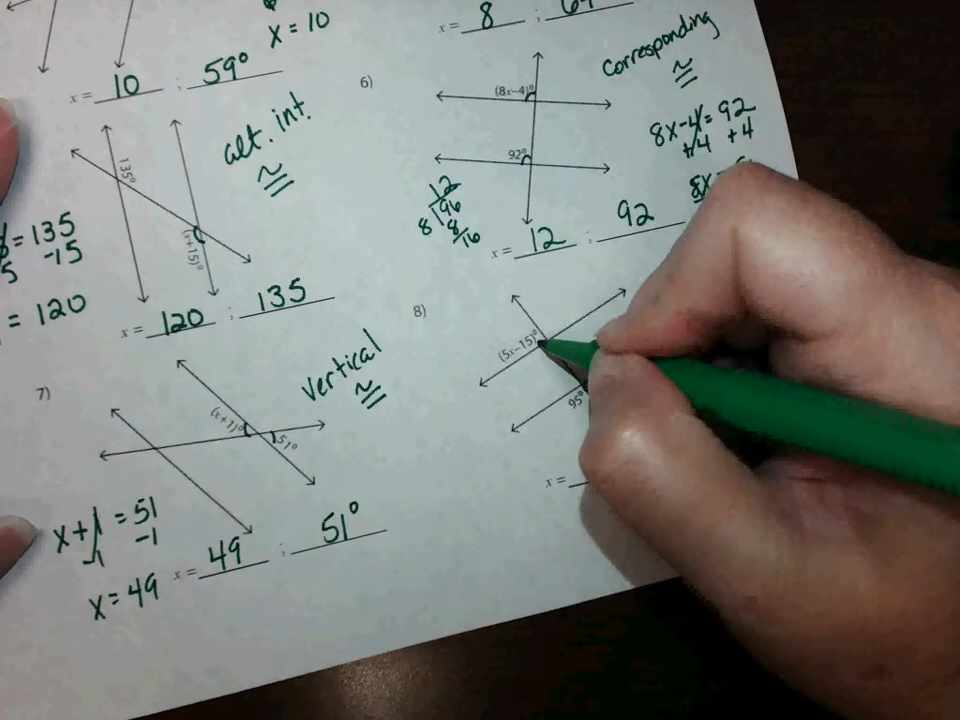 x = 10
x = 10 ; 59°
x = 8 ;
6)
corresponding
≅
(8x–4)°
92°
8x-4 = 92
+4 +4
8x
12
8 96
8
16
x = 12 ; 92
alt. int.
≅
135°
(x+15)°
= 135
-15
= 120
x = 120 ; 135
7)
vertical
≅
(x+1)°
51°
x+1 = 51
-1 -1
x = 49
x = 49 ; 51°
8)
(5x–15)°
95°
x =